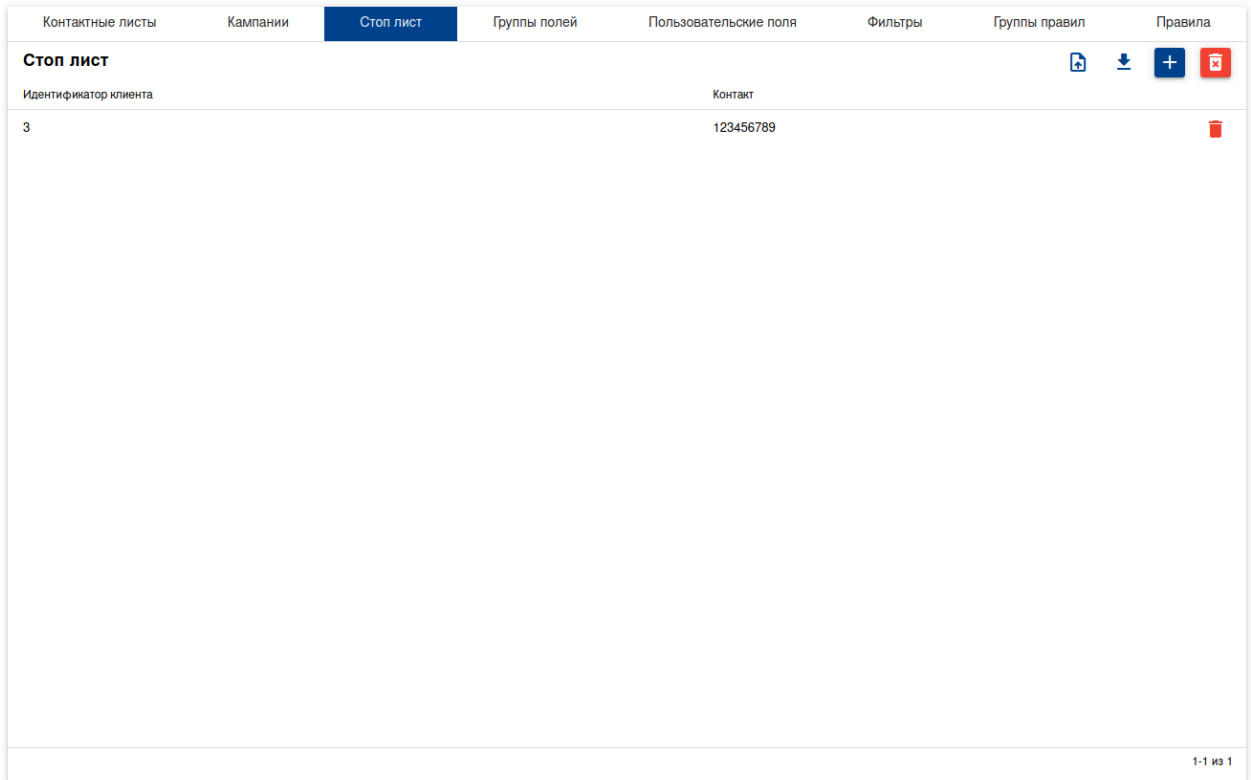 Контактные листы Кампании Стоп лист Группы полей Пользовательские поля Фильтры Группы правил Правила
Стоп лист
Идентификатор клиента Контакт
3 123456789
1-1 из 1